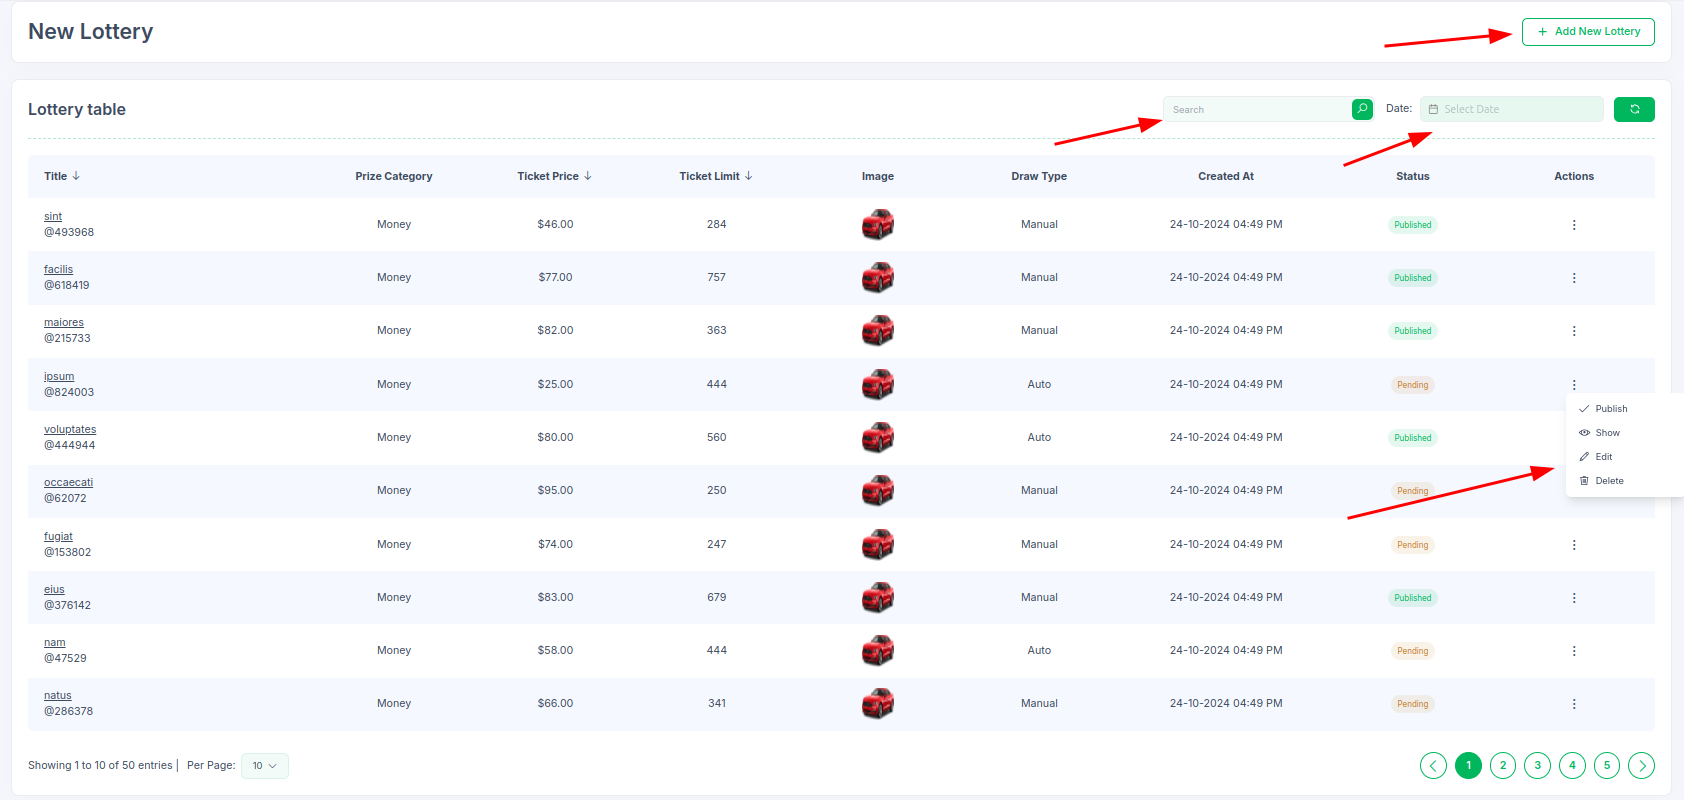 New Lottery
Add New Lottery
Lottery table
Search
Date:
Select Date
Title Prize Category Ticket Price Ticket Limit Image Draw Type Created At Status Actions
sint
@493968
Money $46.00 284 Manual 24-10-2024 04:49 PM Published
facilis
@618419
Money $77.00 757 Manual 24-10-2024 04:49 PM Published
maiores
@215733
Money $82.00 363 Manual 24-10-2024 04:49 PM Published
ipsum
@824003
Money $25.00 444 Auto 24-10-2024 04:49 PM Pending
Publish
Show
Edit
Delete
voluptates
@444944
Money $80.00 560 Auto 24-10-2024 04:49 PM Published
occaecati
@62072
Money $95.00 250 Manual 24-10-2024 04:49 PM Pending
fugiat
@153802
Money $74.00 247 Manual 24-10-2024 04:49 PM Pending
eius
@376142
Money $83.00 679 Manual 24-10-2024 04:49 PM Published
nam
@47529
Money $58.00 444 Auto 24-10-2024 04:49 PM Pending
natus
@286378
Money $66.00 341 Manual 24-10-2024 04:49 PM Pending
Showing 1 to 10 of 50 entries | Per Page: 10
1 2 3 4 5